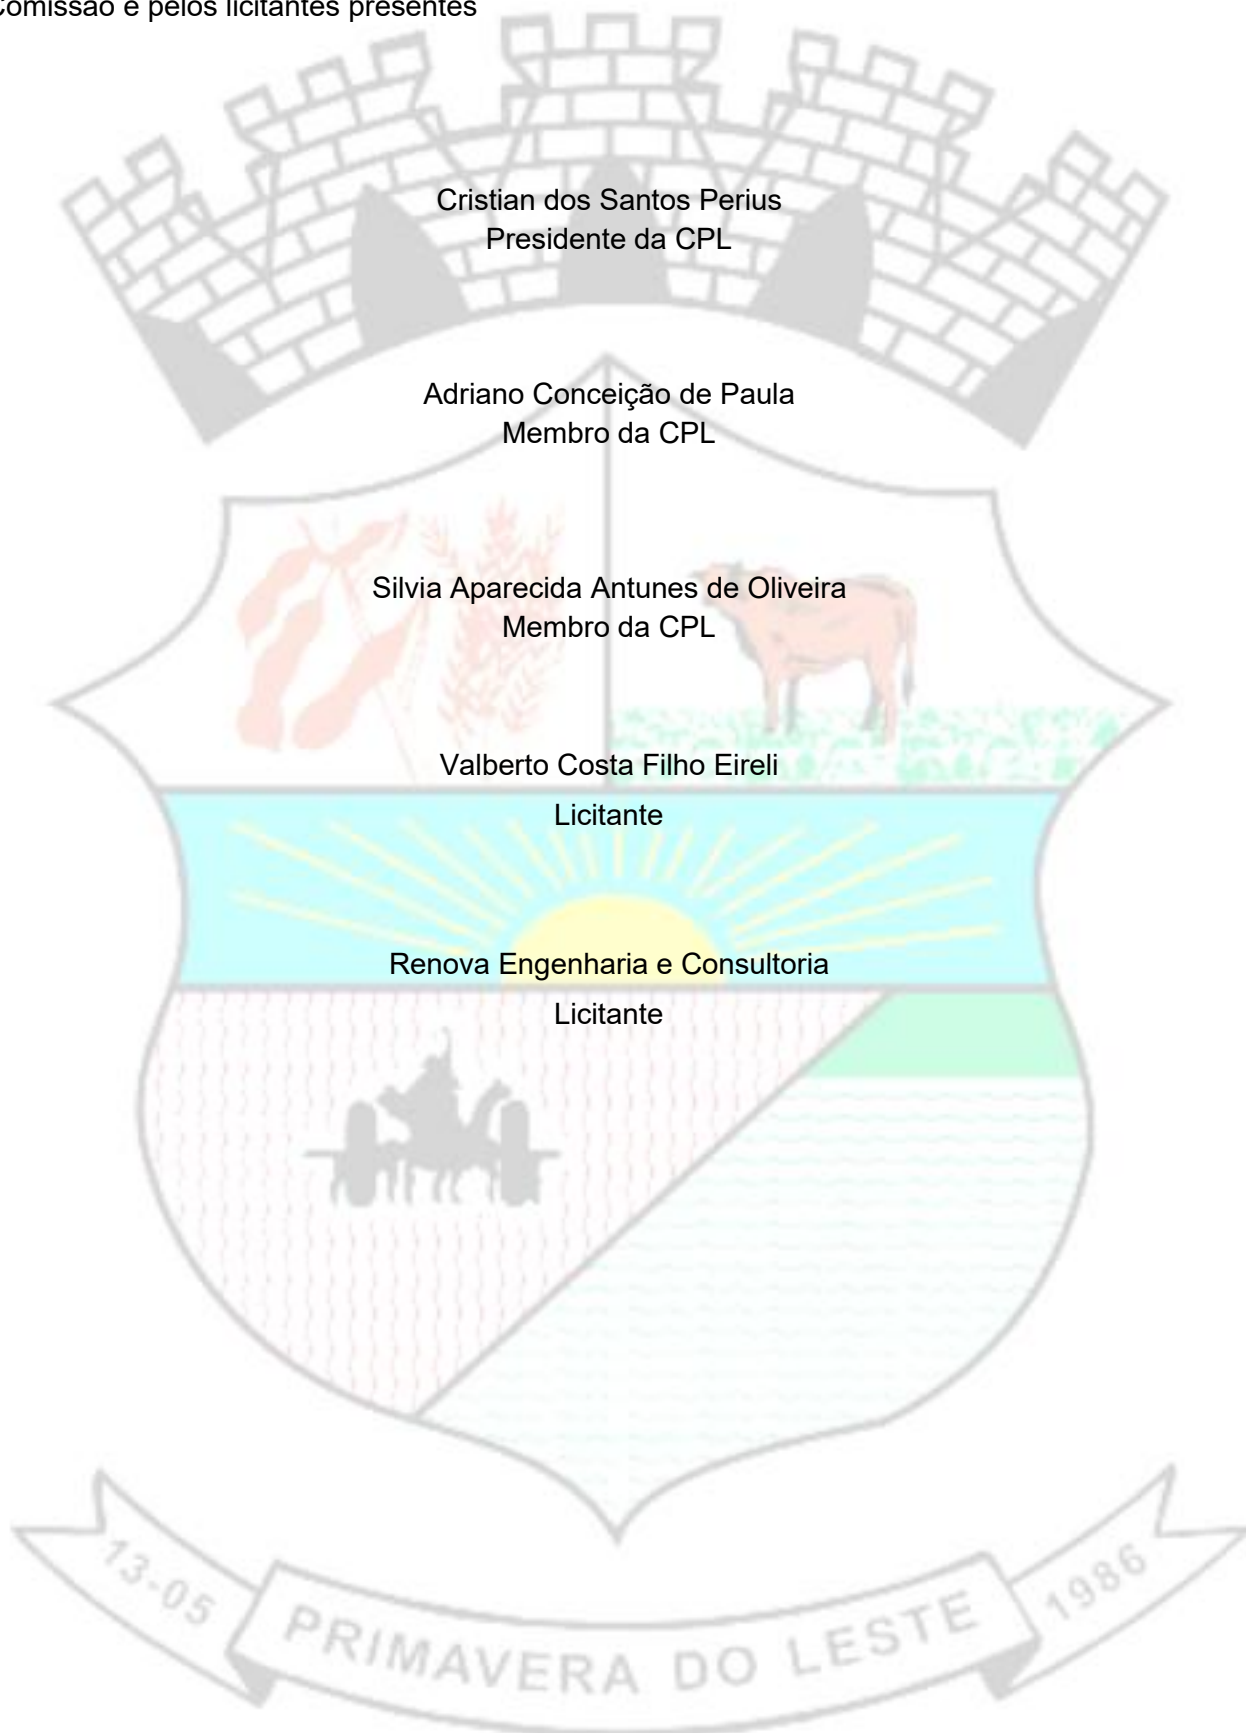 Comissão e pelos licitantes presentes
Cristian dos Santos Perius
Presidente da CPL
Adriano Conceição de Paula
Membro da CPL
Silvia Aparecida Antunes de Oliveira
Membro da CPL
Valberto Costa Filho Eireli
Licitante
Renova Engenharia e Consultoria
Licitante
13-05 PRIMAVERA DO LESTE 1986